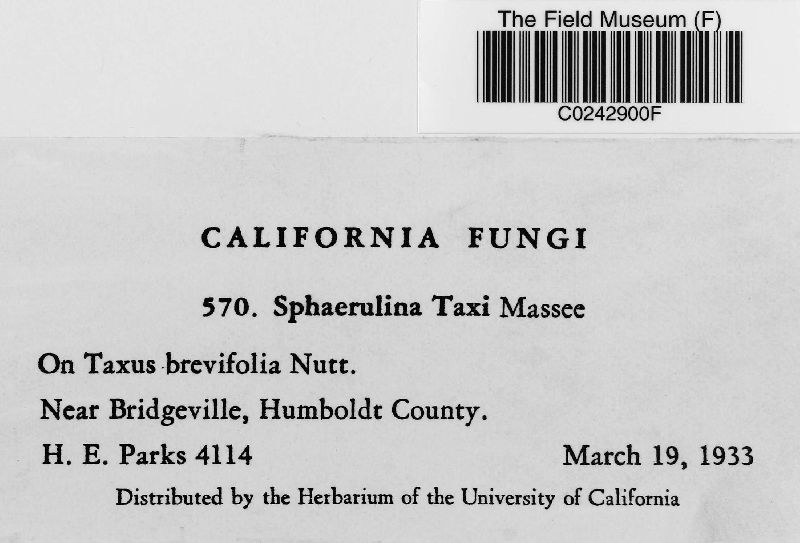 The Field Museum (F)
C0242900F
CALIFORNIA FUNGI
570. Sphaerulina Taxi Massee
On Taxus brevifolia Nutt.
Near Bridgeville, Humboldt County.
H. E. Parks 4114 March 19, 1933
Distributed by the Herbarium of the University of California